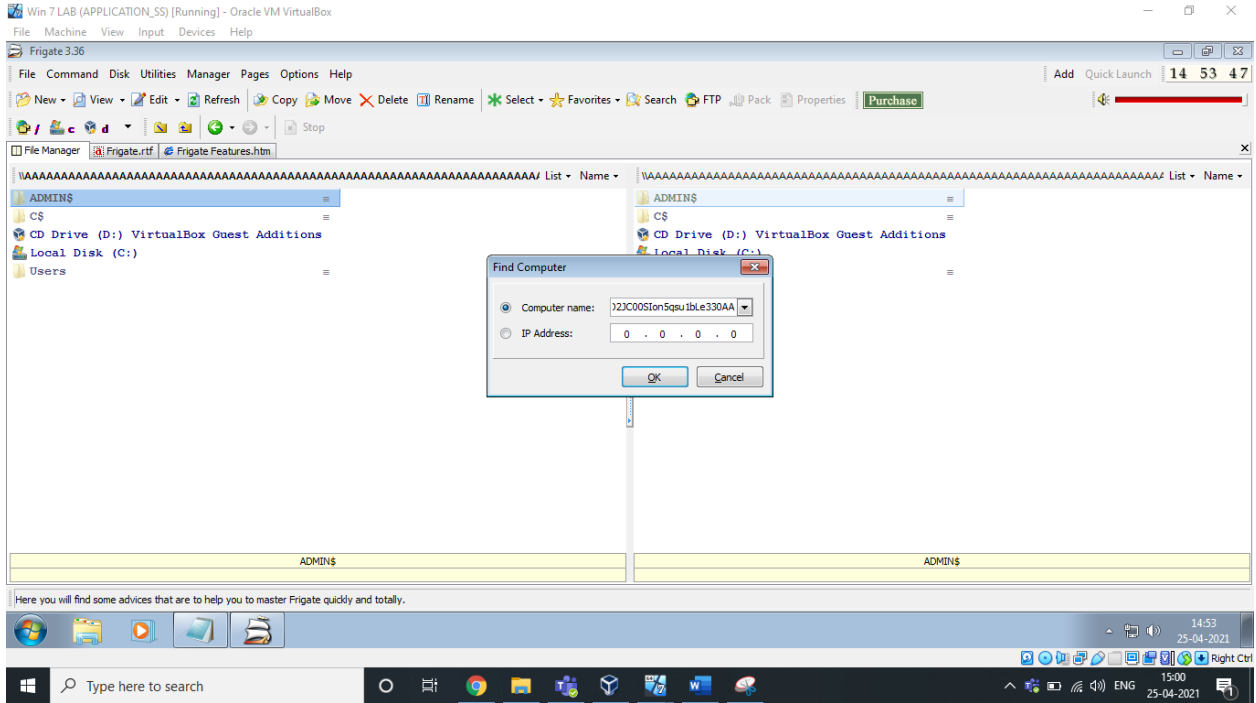 Win 7 LAB (APPLICATION_SS) [Running] - Oracle VM VirtualBox
File Machine View Input Devices Help
Frigate 3.36
File Command Disk Utilities Manager Pages Options Help Add Quick Launch 14 53 47
New View Edit Refresh Copy Move Delete Rename Select Favorites Search FTP Pack Properties Purchase
/ c d Stop
File Manager Frigate.rtf Frigate Features.htm
List Name List Name
ADMIN$ ADMIN$
C$ C$
CD Drive (D:) VirtualBox Guest Additions CD Drive (D:) VirtualBox Guest Additions
Local Disk (C:) Local Disk (C:)
Users
Find Computer
Computer name:
IP Address: 0 . 0 . 0 . 0
OK Cancel
ADMIN$ ADMIN$
Here you will find some advices that are to help you to master Frigate quickly and totally.
14:53
25-04-2021
Right Ctrl
Type here to search ENG 15:00
25-04-2021